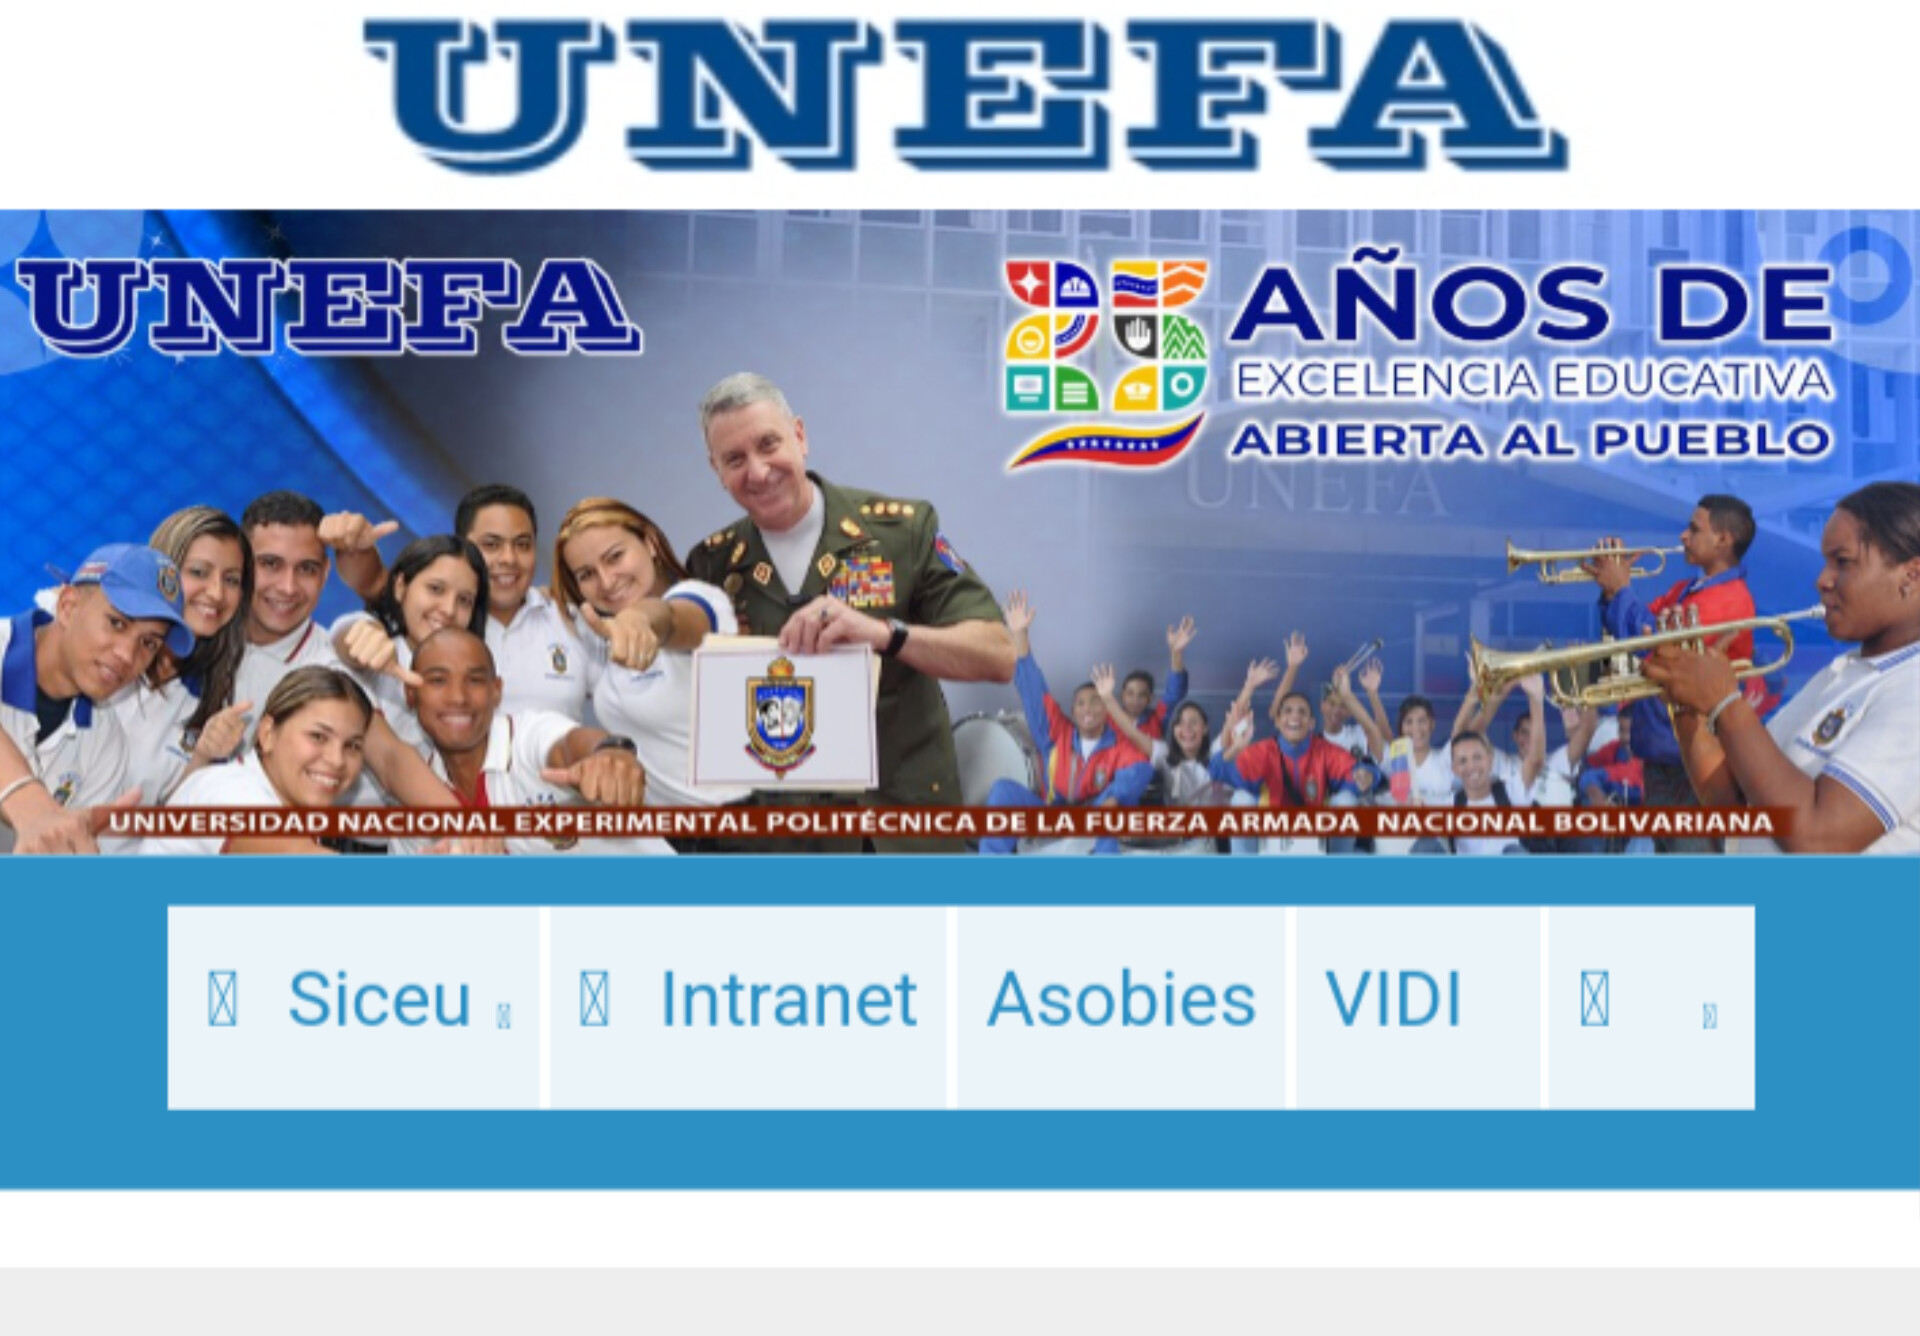 UNEFA
UNEFA
25 AÑOS DE
EXCELENCIA EDUCATIVA
ABIERTA AL PUEBLO
UNEFA
UNIVERSIDAD NACIONAL EXPERIMENTAL POLITÉCNICA DE LA FUERZA ARMADA NACIONAL BOLIVARIANA
Siceu Intranet Asobies VIDI